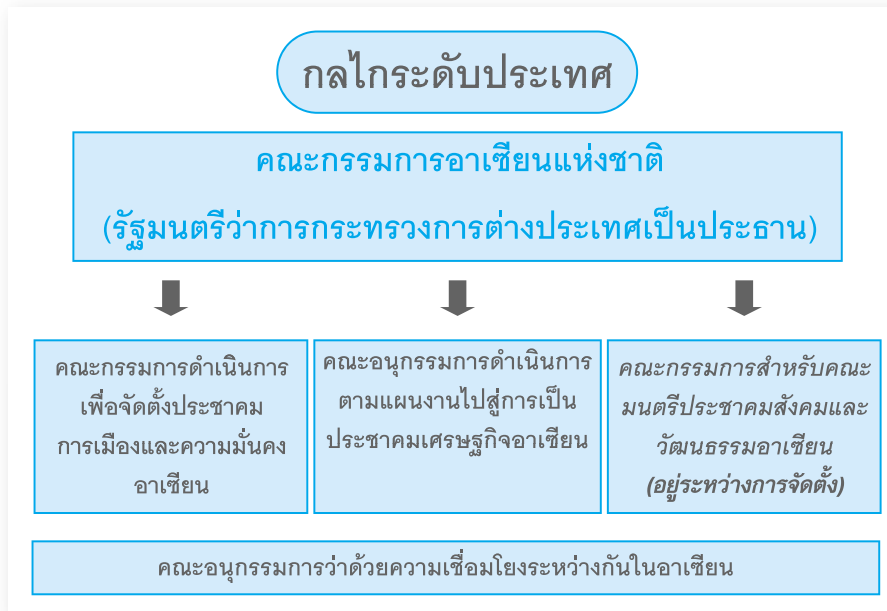 กลไกระดับประเทศ
คณะกรรมการอาเซียนแห่งชาติ
(รัฐมนตรีว่าการกระทรวงการต่างประเทศเป็นประธาน)
คณะกรรมการดำเนินการ
เพื่อจัดตั้งประชาคม
การเมืองและความมั่นคง
อาเซียน
คณะอนุกรรมการดำเนินการ
ตามแผนงานไปสู่การเป็น
ประชาคมเศรษฐกิจอาเซียน
คณะกรรมการสำหรับคณะ
มนตรีประชาคมสังคมและ
วัฒนธรรมอาเซียน
(อยู่ระหว่างการจัดตั้ง)
คณะอนุกรรมการว่าด้วยความเชื่อมโยงระหว่างกันในอาเซียน